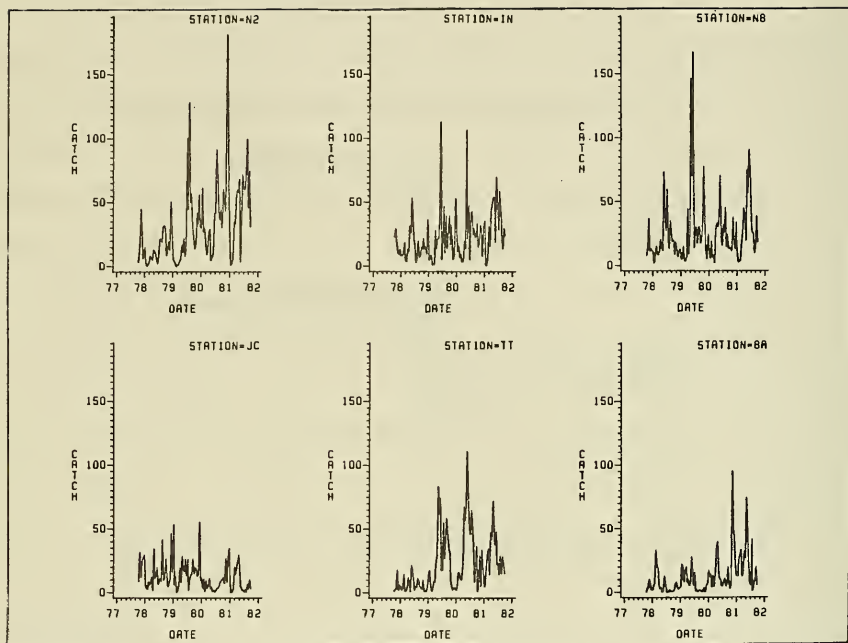 STATION=N2
150
100
50
0
CATCH
77 78 79 80 81 82
DATE
STATION=IN
150
100
50
0
CATCH
77 78 79 80 81 82
DATE
STATION=NB
150
100
50
0
CATCH
77 78 79 80 81 82
DATE
STATION=JC
150
100
50
0
CATCH
77 78 79 80 81 82
DATE
STATION=TT
150
100
50
0
CATCH
77 78 79 80 81 82
DATE
STATION=BA
150
100
50
0
CATCH
77 78 79 80 81 82
DATE